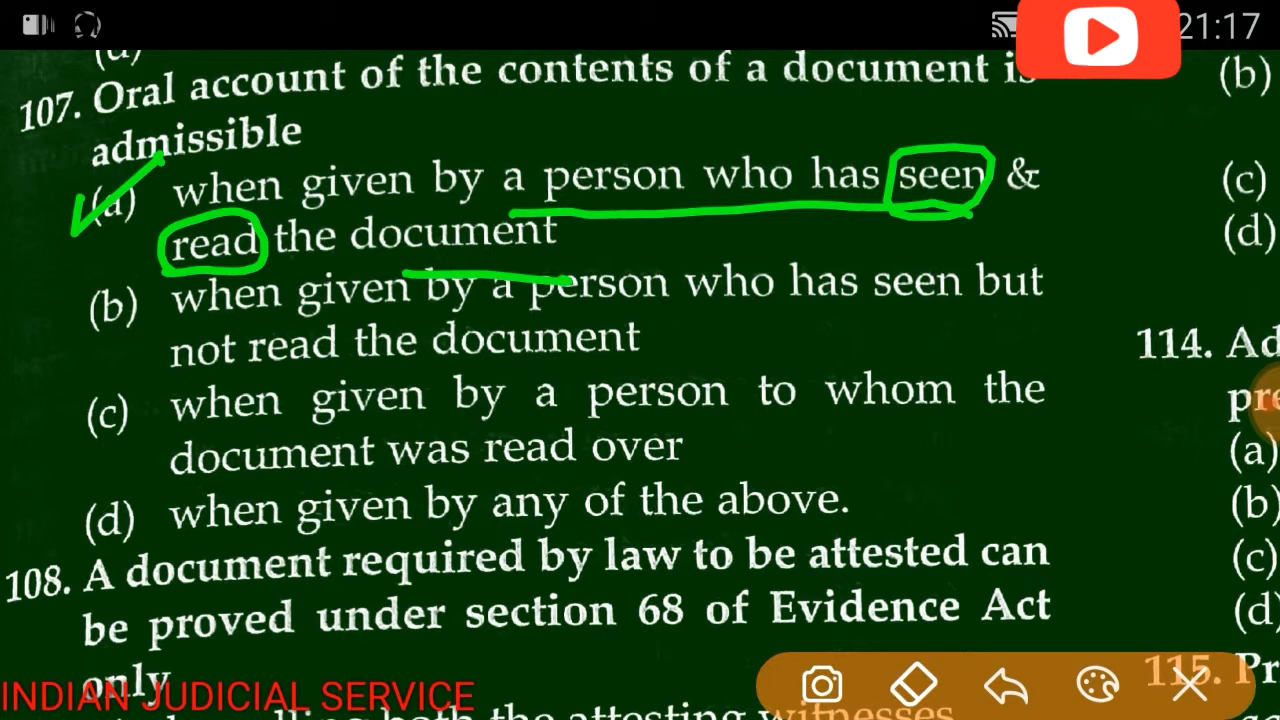 21:17
(d)
107. Oral account of the contents of a document is
admissible
(a) when given by a person who has seen &
read the document
(b) when given by a person who has seen but
not read the document
(c) when given by a person to whom the
document was read over
(d) when given by any of the above.
108. A document required by law to be attested can
be proved under section 68 of Evidence Act
only
both the attesting witnesses
INDIAN JUDICIAL SERVICE
(b)
(c)
(d)
114. Ad
pre
(a)
(b)
(c)
(d)
115. Pr